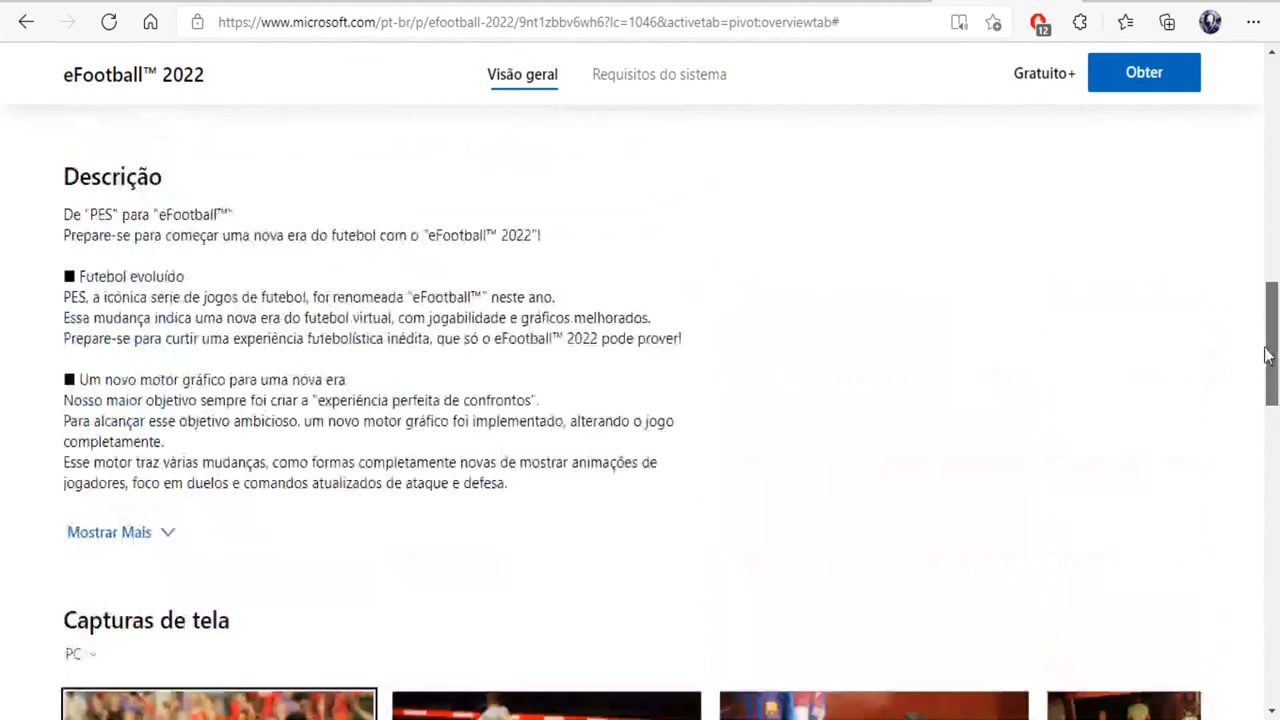 https://www.microsoft.com/pt-br/p/efootball-2022/9nt1zbbv6wh6?lc=1046&activetab=pivot:overviewtab#
12
eFootball™ 2022
Visão geral
Requisitos do sistema
Gratuito+
Obter
Descrição
De "PES" para "eFootball™"
Prepare-se para começar uma nova era do futebol com o "eFootball™ 2022"!
■ Futebol evoluído
PES, a icônica série de jogos de futebol, foi renomeada "eFootball™" neste ano.
Essa mudança indica uma nova era do futebol virtual, com jogabilidade e gráficos melhorados.
Prepare-se para curtir uma experiência futebolística inédita, que só o eFootball™ 2022 pode prover!
■ Um novo motor gráfico para uma nova era
Nosso maior objetivo sempre foi criar a "experiência perfeita de confrontos".
Para alcançar esse objetivo ambicioso, um novo motor gráfico foi implementado, alterando o jogo
completamente.
Esse motor traz várias mudanças, como formas completamente novas de mostrar animações de
jogadores, foco em duelos e comandos atualizados de ataque e defesa.
Mostrar Mais
Capturas de tela
PC